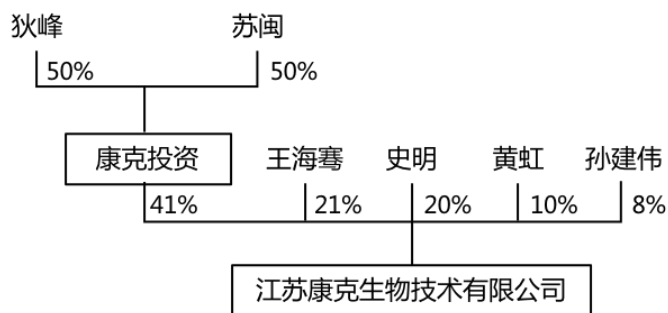 狄峰 苏闽
50% 50%
康克投资 王海骞 史明 黄虹 孙建伟
41% 21% 20% 10% 8%
江苏康克生物技术有限公司